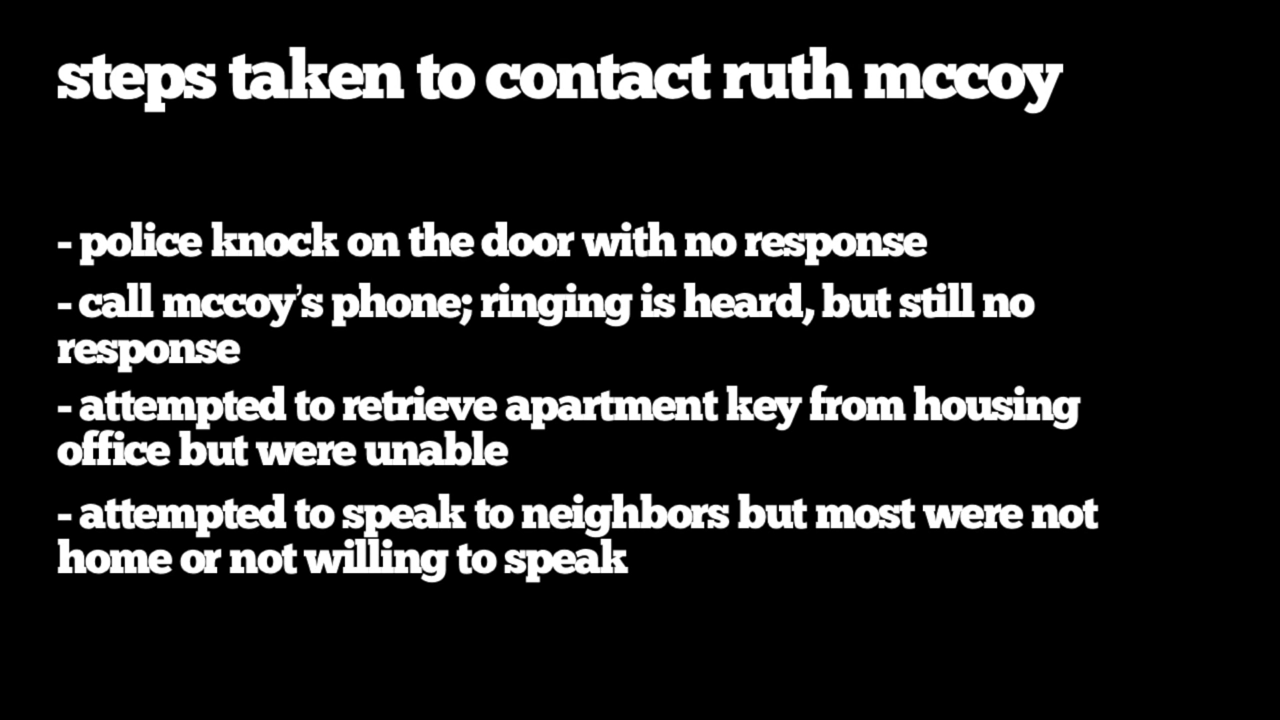 steps taken to contact ruth mccoy
- police knock on the door with no response
- call mccoy's phone; ringing is heard, but still no
response
- attempted to retrieve apartment key from housing
office but were unable
- attempted to speak to neighbors but most were not
home or not willing to speak